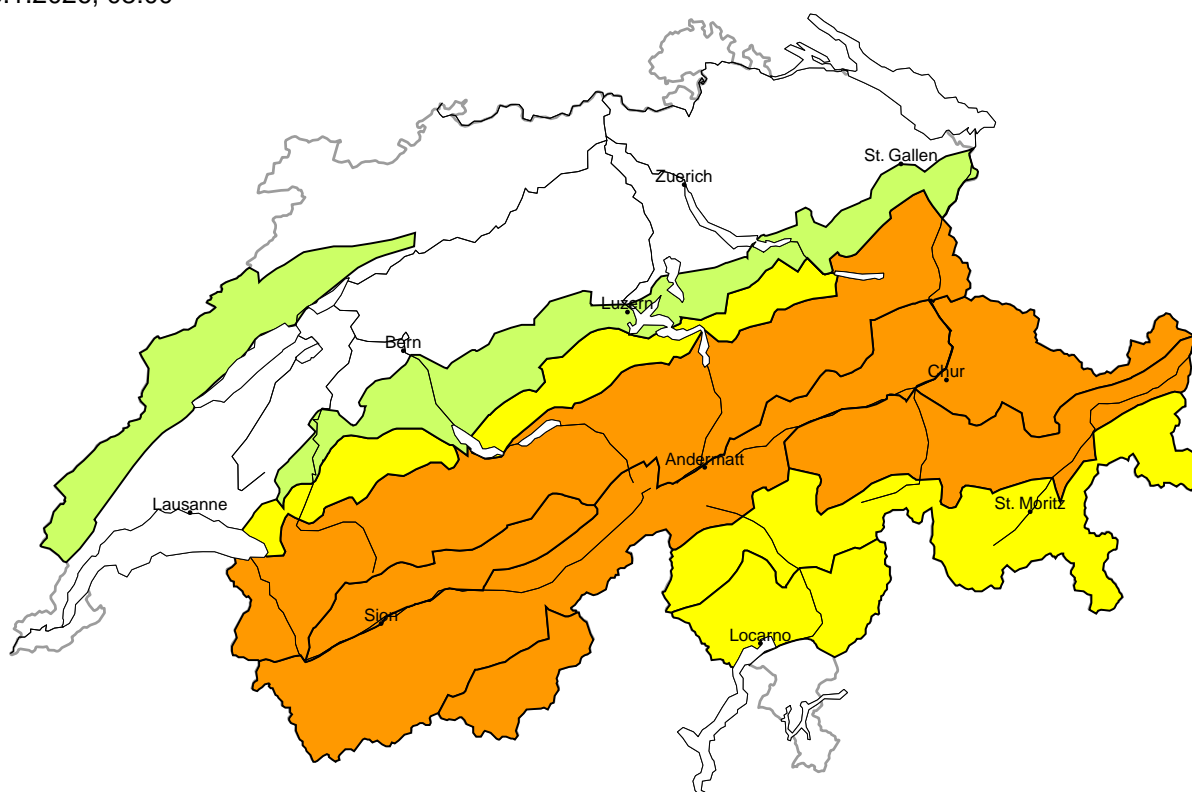 St. Gallen
Zuerich
Luzern
Bern
Chur
Andermatt
Lausanne
St. Moritz
Sion
Locarno